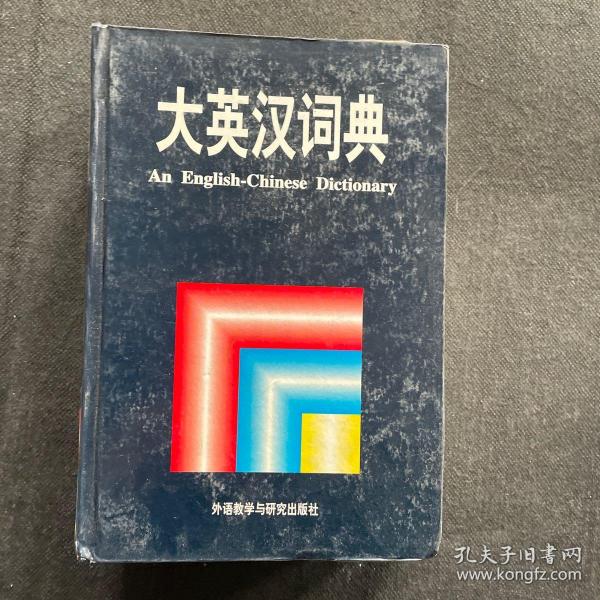 大英汉词典
An English-Chinese Dictionary
外语教学与研究出版社
孔夫子旧书网
www.kongfz.com